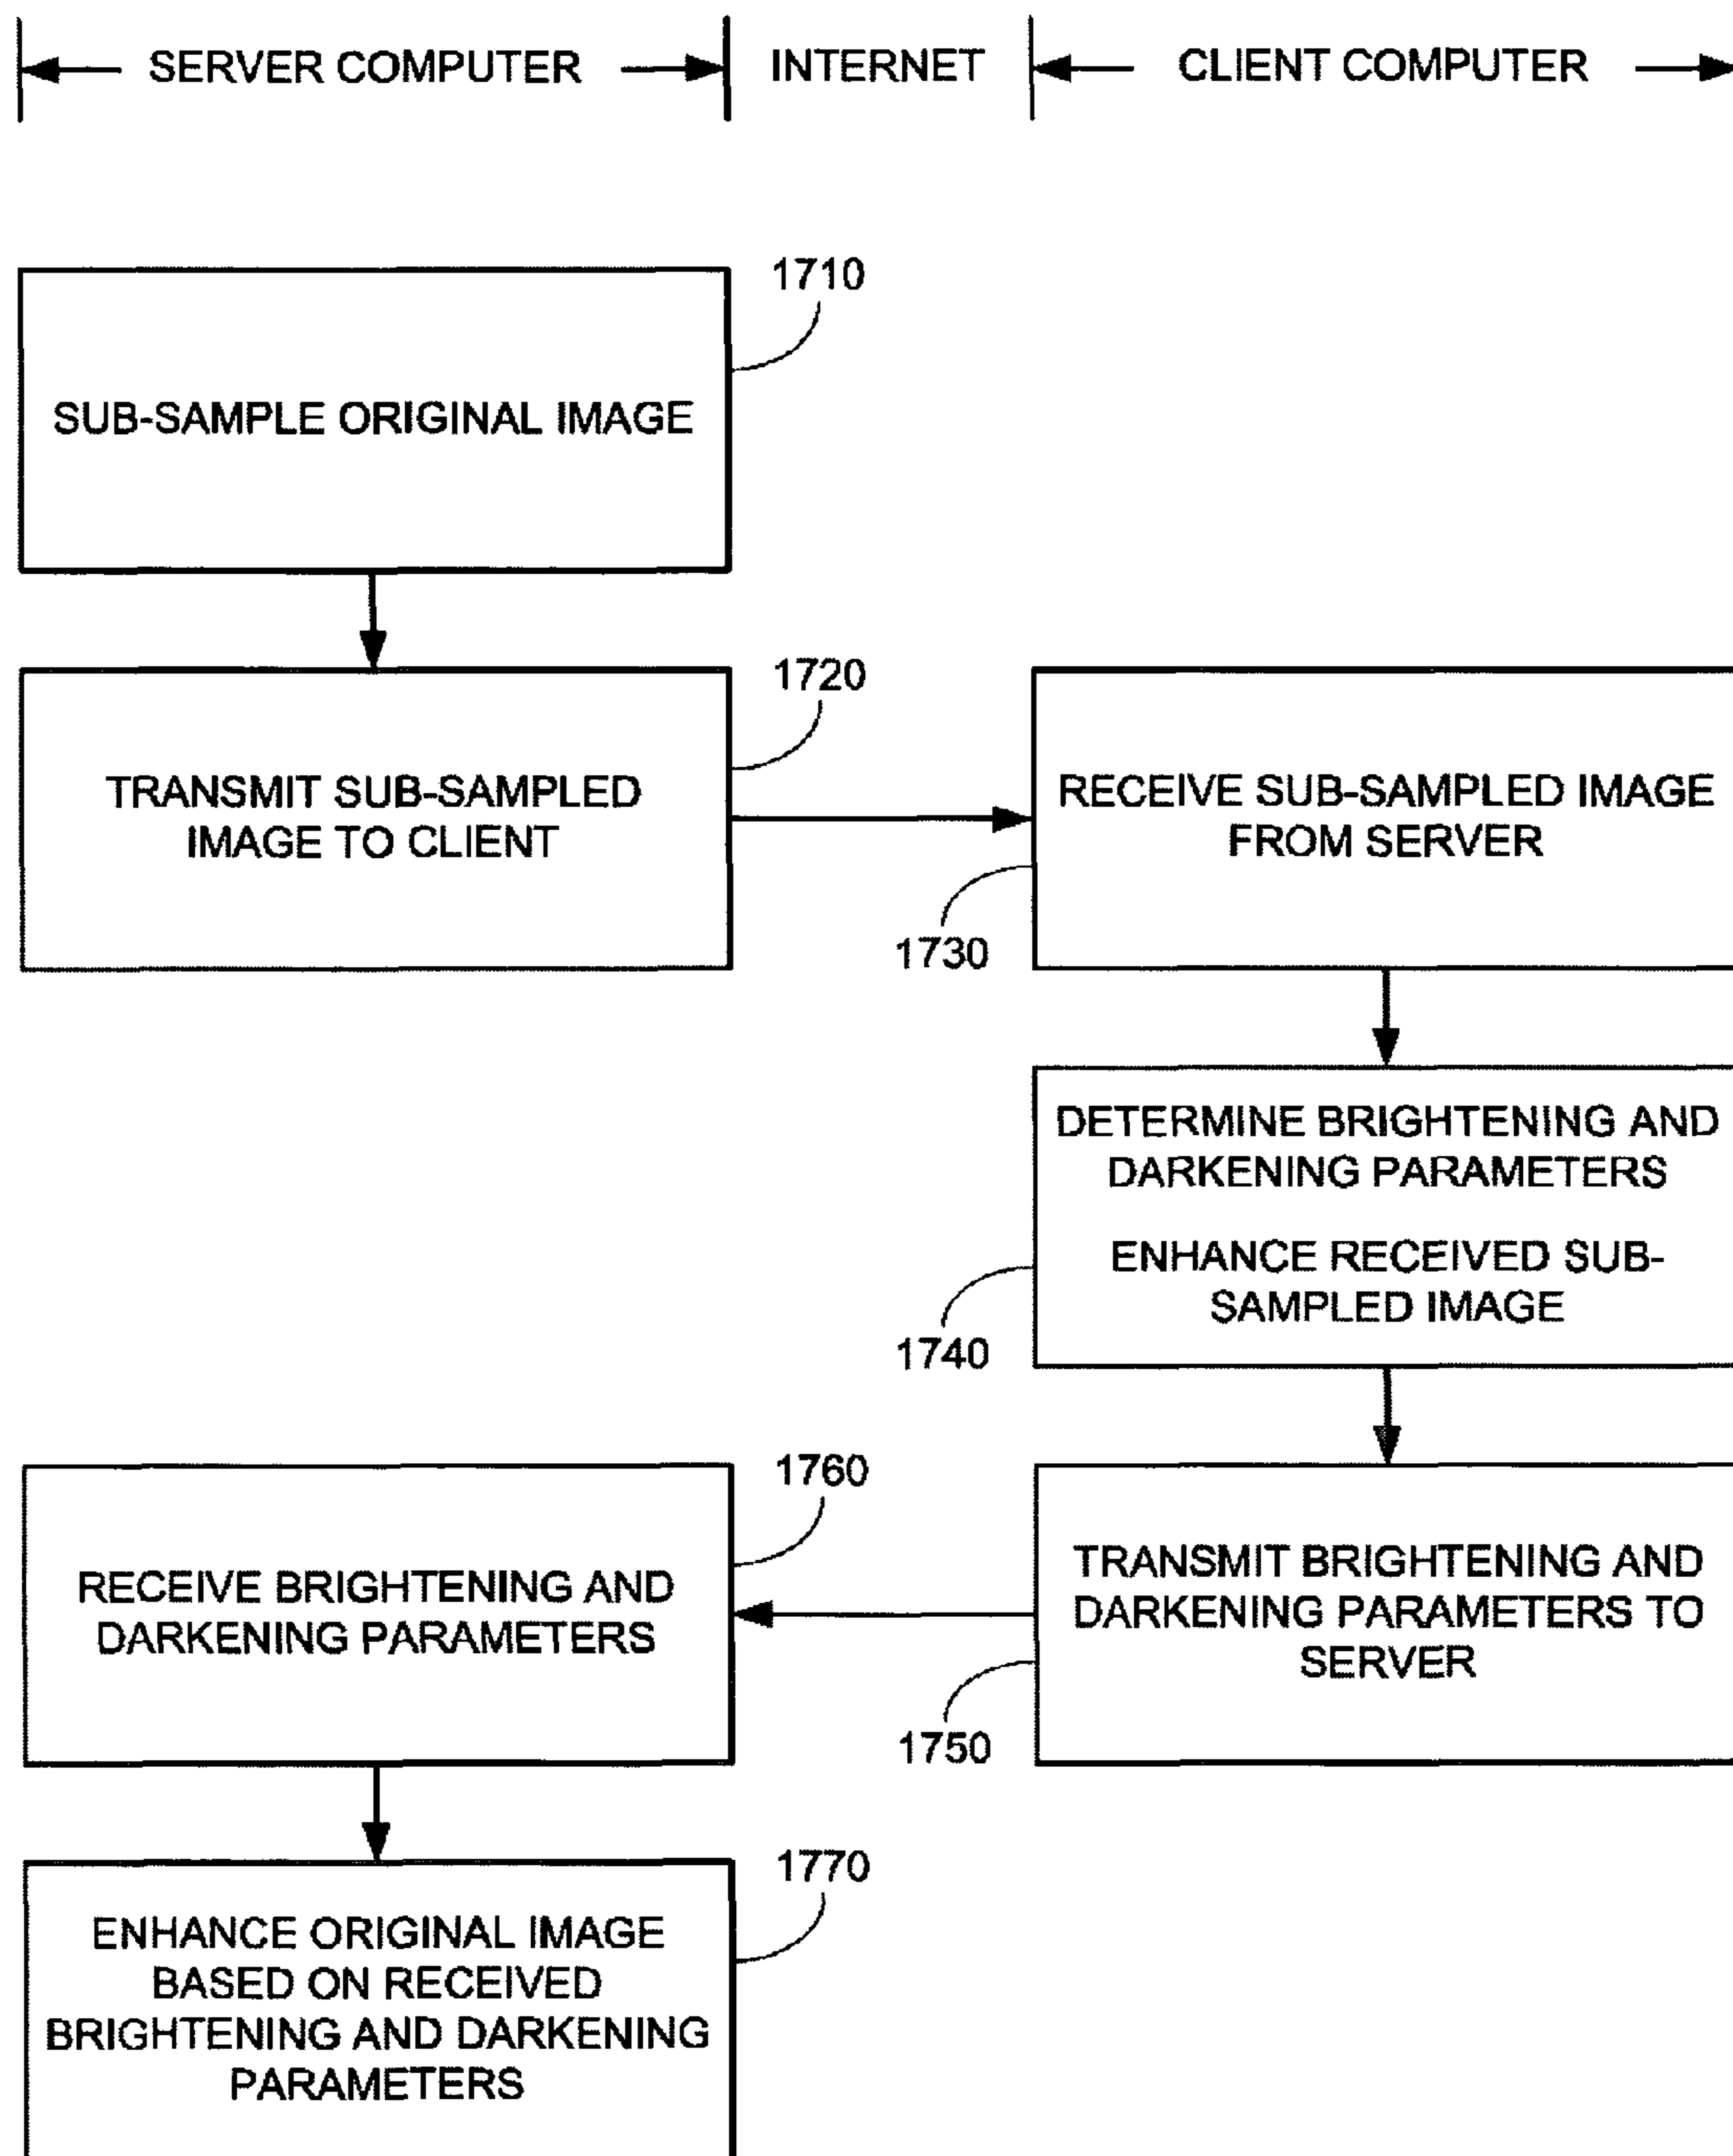 SERVER COMPUTER INTERNET CLIENT COMPUTER
1710
SUB-SAMPLE ORIGINAL IMAGE
1720
TRANSMIT SUB-SAMPLED
IMAGE TO CLIENT
RECEIVE SUB-SAMPLED IMAGE
FROM SERVER
1730
DETERMINE BRIGHTENING AND
DARKENING PARAMETERS
ENHANCE RECEIVED SUB-
SAMPLED IMAGE
1740
TRANSMIT BRIGHTENING AND
DARKENING PARAMETERS TO
SERVER
1750
1760
RECEIVE BRIGHTENING AND
DARKENING PARAMETERS
1770
ENHANCE ORIGINAL IMAGE
BASED ON RECEIVED
BRIGHTENING AND DARKENING
PARAMETERS